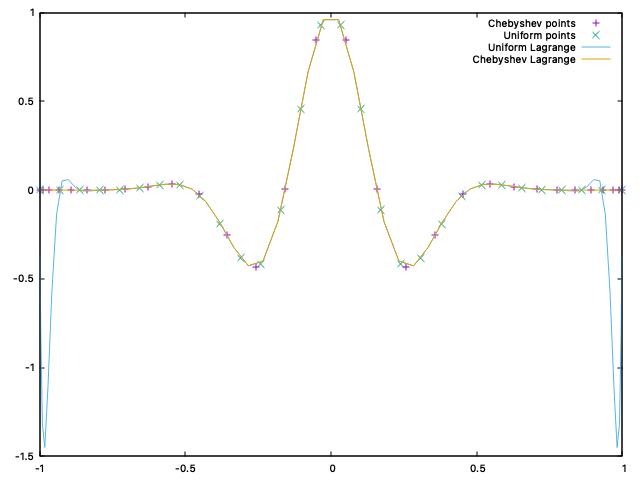 Chebyshev points
Uniform points
Uniform Lagrange
Chebyshev Lagrange
1
0.5
0
-0.5
-1
-1.5
-1
-0.5
0
0.5
1